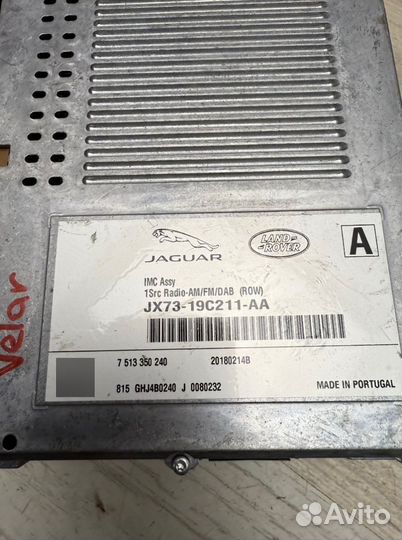 JAGUAR
LAND ROVER
A
IMC Assy
1Src Radio-AM/FM/DAB (ROW)
JX73-19C211-AA
7 513 350 240 20180214B
815 GHJ4B0240 J 0080232 MADE IN PORTUGAL
Velar
Avito